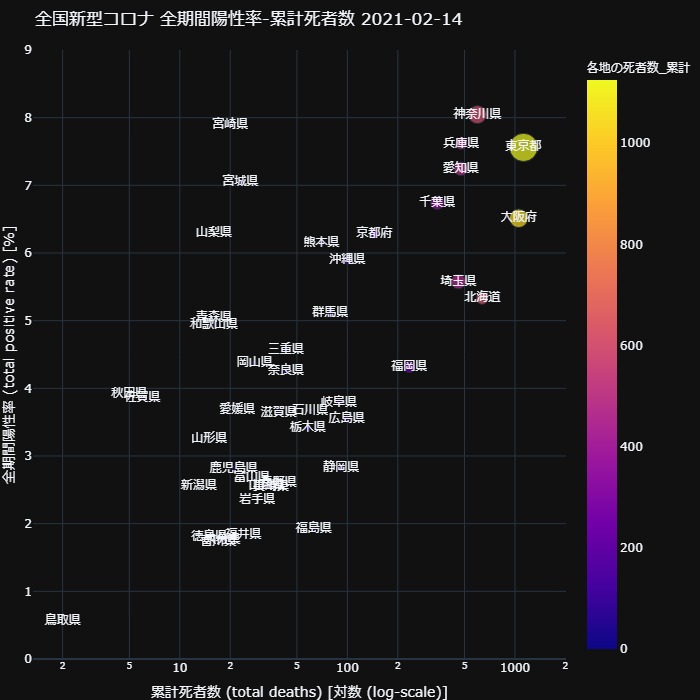 全国新型コロナ 全期間陽性率-累計死者数 2021-02-14
各地の死者数_累計
9
8
7
6
5
4
3
2
1
0
全期間陽性率 (total positive rate) [%]
神奈川県
宮崎県
兵庫県
東京都
愛知県
宮城県
千葉県
大阪府
山梨県
京都府
熊本県
沖縄県
埼玉県
北海道
群馬県
青森県
和歌山県
三重県
岡山県
奈良県
福岡県
秋田県
佐賀県
岐阜県
愛媛県
滋賀県
石川県
広島県
栃木県
山形県
鹿児島県
静岡県
富山県
新潟県
岩手県
福島県
福井県
徳島県
鳥取県
2
5
10
2
5
100
2
5
1000
2
累計死者数 (total deaths) [対数 (log-scale)]
1000
800
600
400
200
0